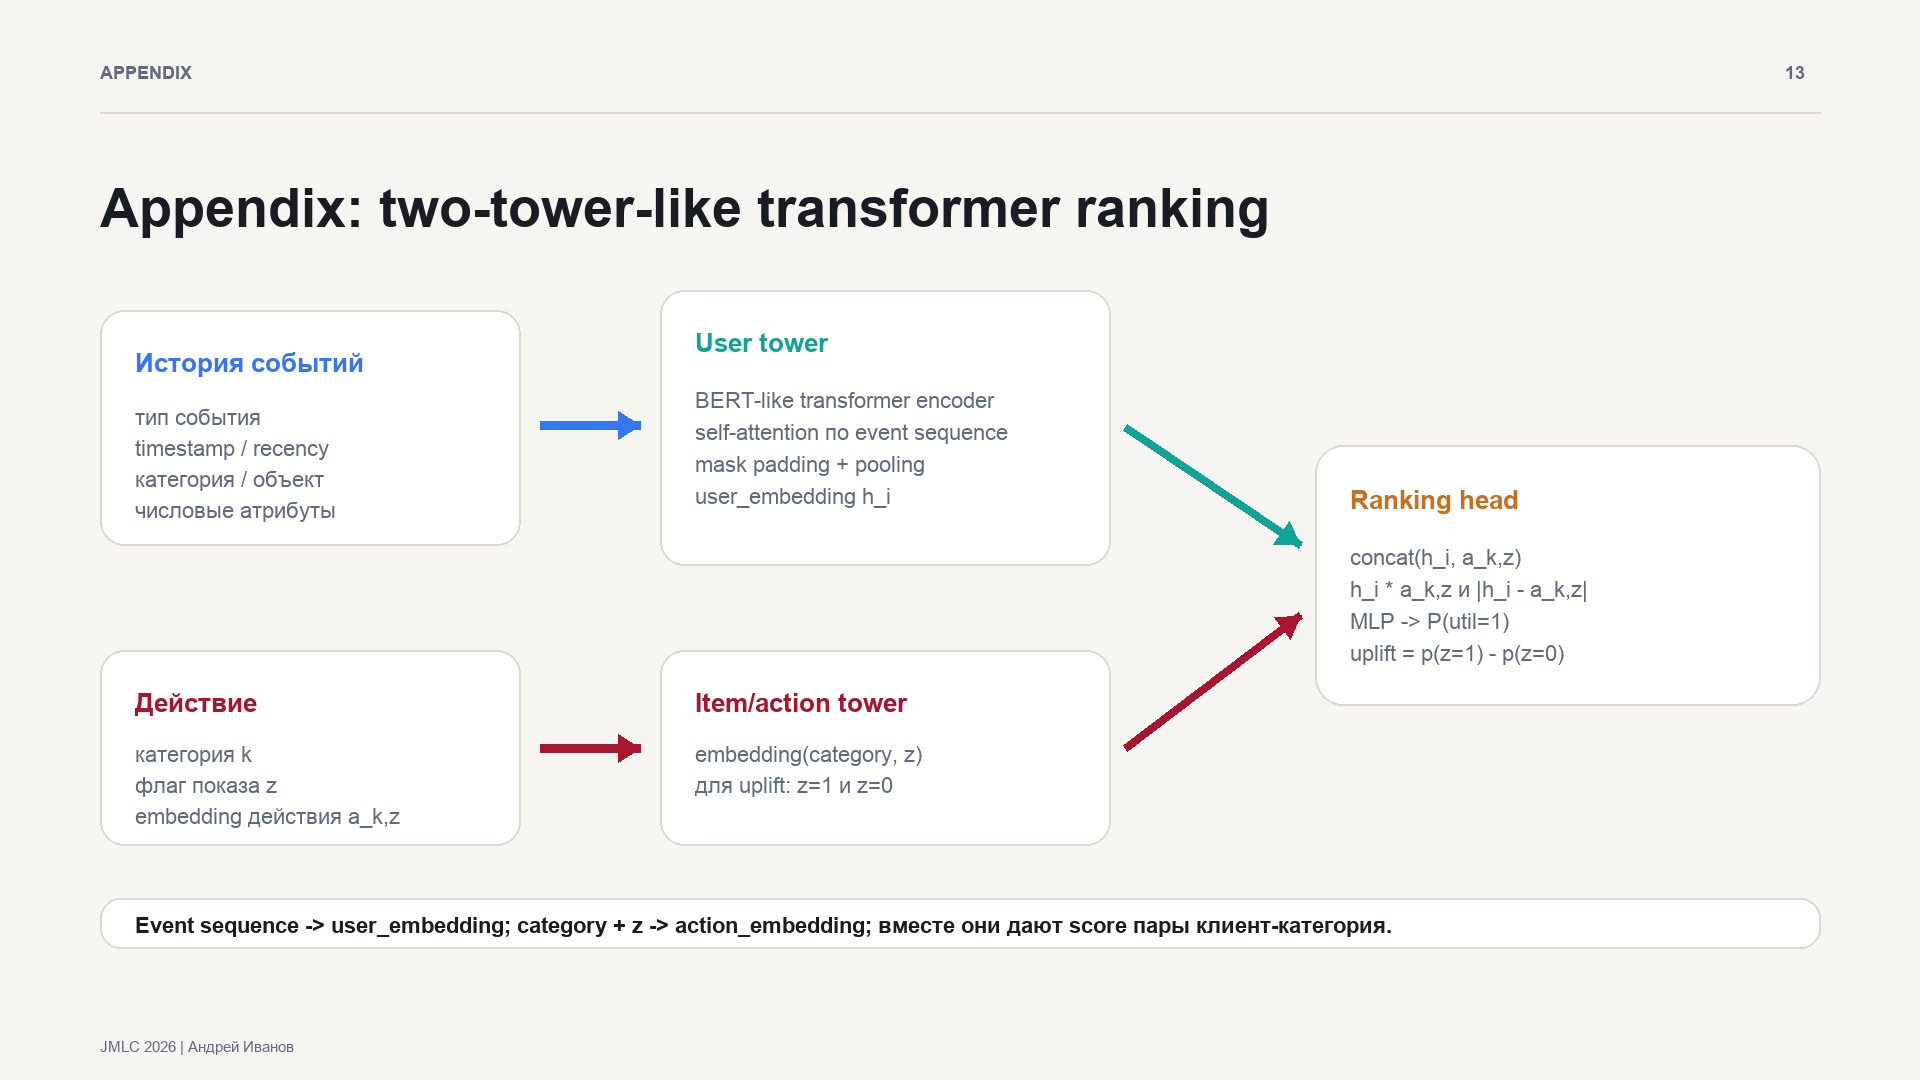 APPENDIX
13
Appendix: two-tower-like transformer ranking
История событий
тип события
timestamp / recency
категория / объект
числовые атрибуты
User tower
BERT-like transformer encoder
self-attention по event sequence
mask padding + pooling
user_embedding h_i
Ranking head
concat(h_i, a_k,z)
h_i * a_k,z и |h_i - a_k,z|
MLP -> P(util=1)
uplift = p(z=1) - p(z=0)
Действие
категория k
флаг показа z
embedding действия a_k,z
Item/action tower
embedding(category, z)
для uplift: z=1 и z=0
Event sequence -> user_embedding; category + z -> action_embedding; вместе они дают score пары клиент-категория.
JMLC 2026 | Андрей Иванов